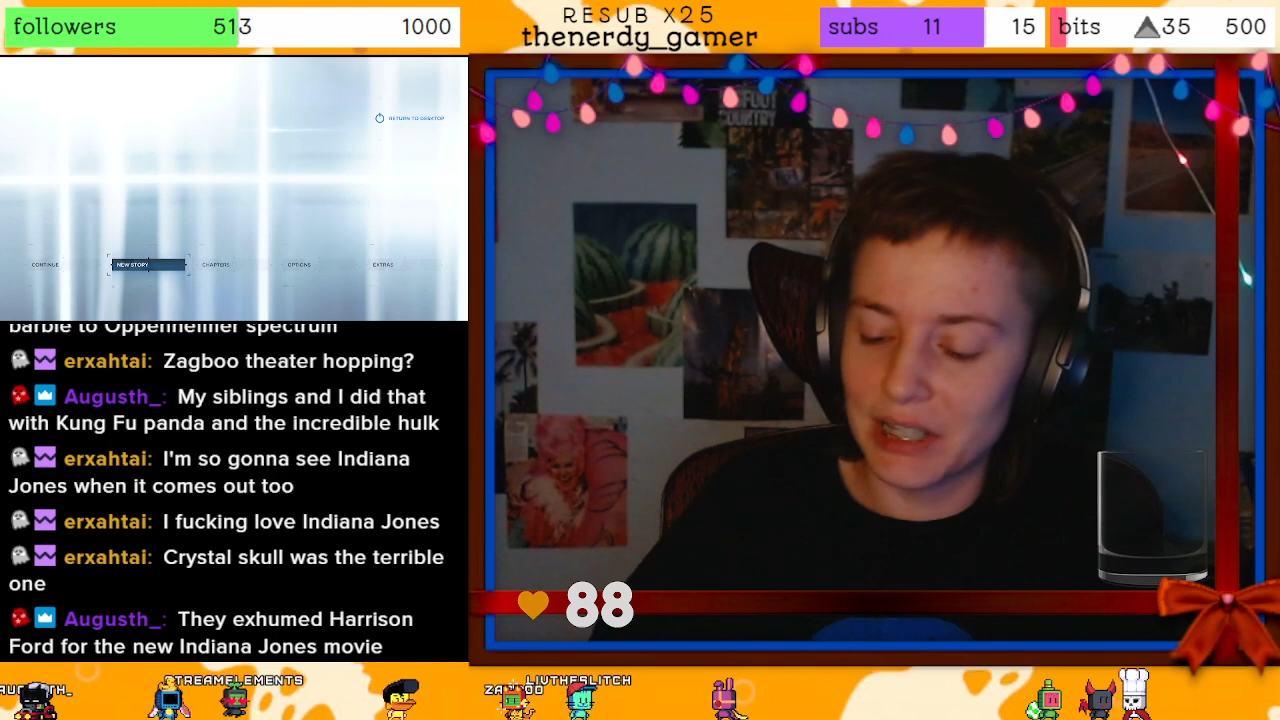 followers 513 1000
RESUB X25
thenerdy_gamer
subs 11 15
bits 35 500
RETURN TO DESKTOP
CONTINUE NEW STORY CHAPTERS OPTIONS EXTRAS
BIGFOOT
COUNTRY
barbie to Oppenheimer spectrum
erxahtai: Zagboo theater hopping?
Augusth_: My siblings and I did that
with Kung Fu panda and the incredible hulk
erxahtai: I'm so gonna see Indiana
Jones when it comes out too
erxahtai: I fucking love Indiana Jones
erxahtai: Crystal skull was the terrible
one
Augusth_: They exhumed Harrison
Ford for the new Indiana Jones movie
88
STREAMELEMENTS
LIVTHEGLITCH